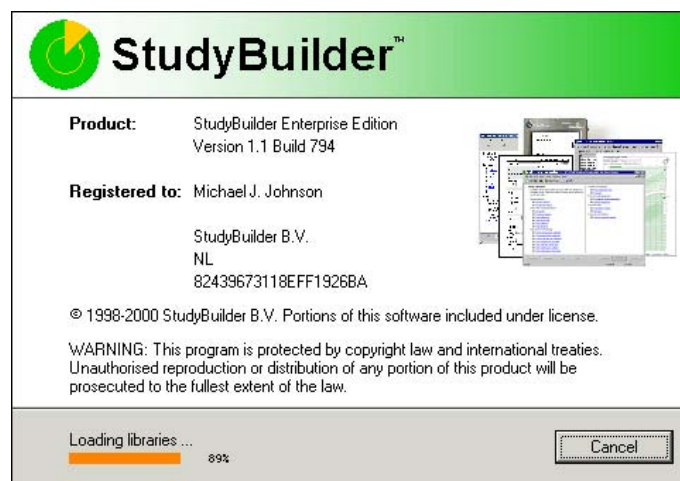 StudyBuilder™
Product: StudyBuilder Enterprise Edition
Version 1.1 Build 794
Registered to: Michael J. Johnson
StudyBuilder B.V.
NL
82439673118EFF1926BA
© 1998-2000 StudyBuilder B.V. Portions of this software included under license.
WARNING: This program is protected by copyright law and international treaties.
Unauthorised reproduction or distribution of any portion of this product will be
prosecuted to the fullest extent of the law.
Loading libraries ...
89%
Cancel